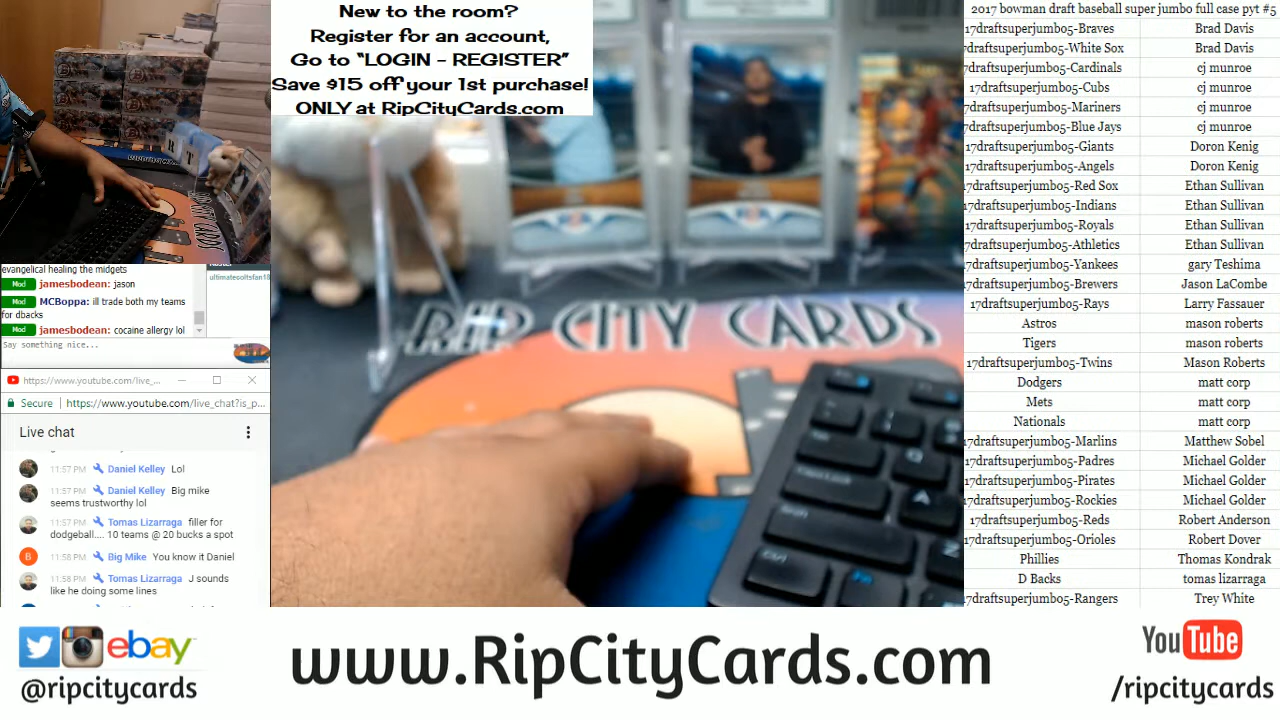 New to the room?
Register for an account,
Go to "LOGIN - REGISTER"
Save $15 off your 1st purchase!
ONLY at RipCityCards.com
evangelical healing the midgets
Mod jamesbodean: jason
Mod MCBoppa: ill trade both my teams
for dbacks
Mod jamesbodean: cocaine allergy lol
Say something nice...
ultimatecoltsfan18
https://www.youtube.com/live_...
Secure https://www.youtube.com/live_chat?is_p...
Live chat
11:57 PM Daniel Kelley Lol
11:57 PM Daniel Kelley Big mike
seems trustworthy lol
11:57 PM Tomas Lizarraga filler for
dodgeball.... 10 teams @ 20 bucks a spot
B 11:58 PM Big Mike You know it Daniel
11:58 PM Tomas Lizarraga J sounds
like he doing some lines
RIP CITY CARDS
RT
CITY CARDS
Ctrl
Fn
Q
A
Z
2017 bowman draft baseball super jumbo full case pyt #5
17draftsuperjumbo5-Braves Brad Davis
7draftsuperjumbo5-White Sox Brad Davis
7draftsuperjumbo5-Cardinals cj munroe
17draftsuperjumbo5-Cubs cj munroe
17draftsuperjumbo5-Mariners cj munroe
17draftsuperjumbo5-Blue Jays cj munroe
17draftsuperjumbo5-Giants Doron Kenig
17draftsuperjumbo5-Angels Doron Kenig
17draftsuperjumbo5-Red Sox Ethan Sullivan
17draftsuperjumbo5-Indians Ethan Sullivan
17draftsuperjumbo5-Royals Ethan Sullivan
17draftsuperjumbo5-Athletics Ethan Sullivan
17draftsuperjumbo5-Yankees gary Teshima
17draftsuperjumbo5-Brewers Jason LaCombe
17draftsuperjumbo5-Rays Larry Fassauer
Astros mason roberts
Tigers mason roberts
17draftsuperjumbo5-Twins Mason Roberts
Dodgers matt corp
Mets matt corp
Nationals matt corp
17draftsuperjumbo5-Marlins Matthew Sobel
17draftsuperjumbo5-Padres Michael Golder
17draftsuperjumbo5-Pirates Michael Golder
17draftsuperjumbo5-Rockies Michael Golder
17draftsuperjumbo5-Reds Robert Anderson
17draftsuperjumbo5-Orioles Robert Dover
Phillies Thomas Kondrak
D Backs tomas lizarraga
17draftsuperjumbo5-Rangers Trey White
ebay
@ripcitycards
www.RipCityCards.com
YouTube
/ripcitycards